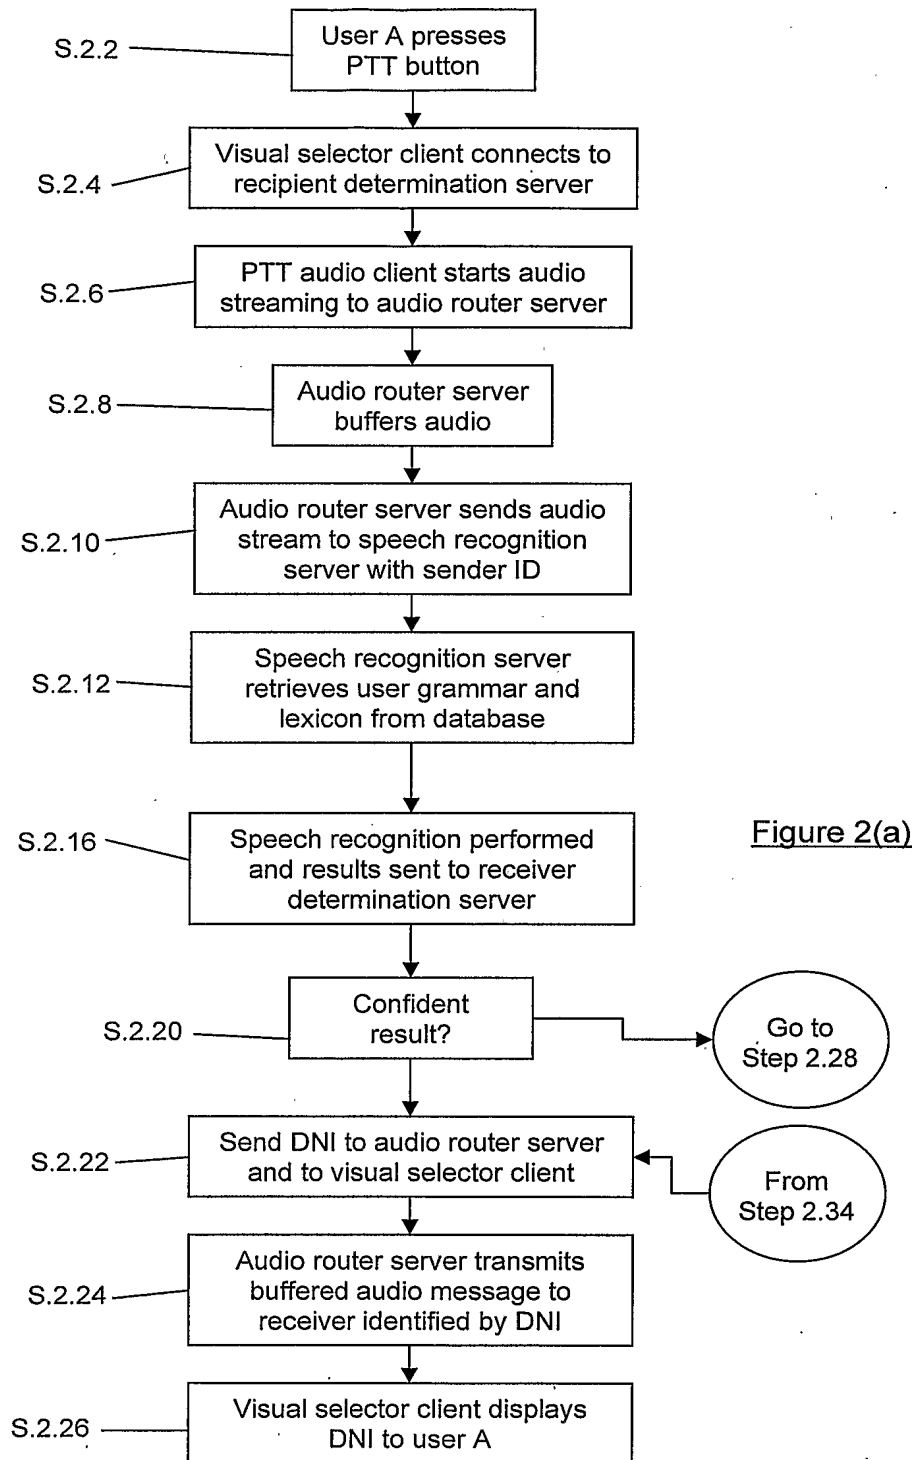 S.2.2
User A presses
PTT button
S.2.4
Visual selector client connects to
recipient determination server
S.2.6
PTT audio client starts audio
streaming to audio router server
S.2.8
Audio router server
buffers audio
S.2.10
Audio router server sends audio
stream to speech recognition
server with sender ID
S.2.12
Speech recognition server
retrieves user grammar and
lexicon from database
S.2.16
Speech recognition performed
and results sent to receiver
determination server
Figure 2(a)
S.2.20
Confident
result?
Go to
Step 2.28
S.2.22
Send DNI to audio router server
and to visual selector client
From
Step 2.34
S.2.24
Audio router server transmits
buffered audio message to
receiver identified by DNI
S.2.26
Visual selector client displays
DNI to user A